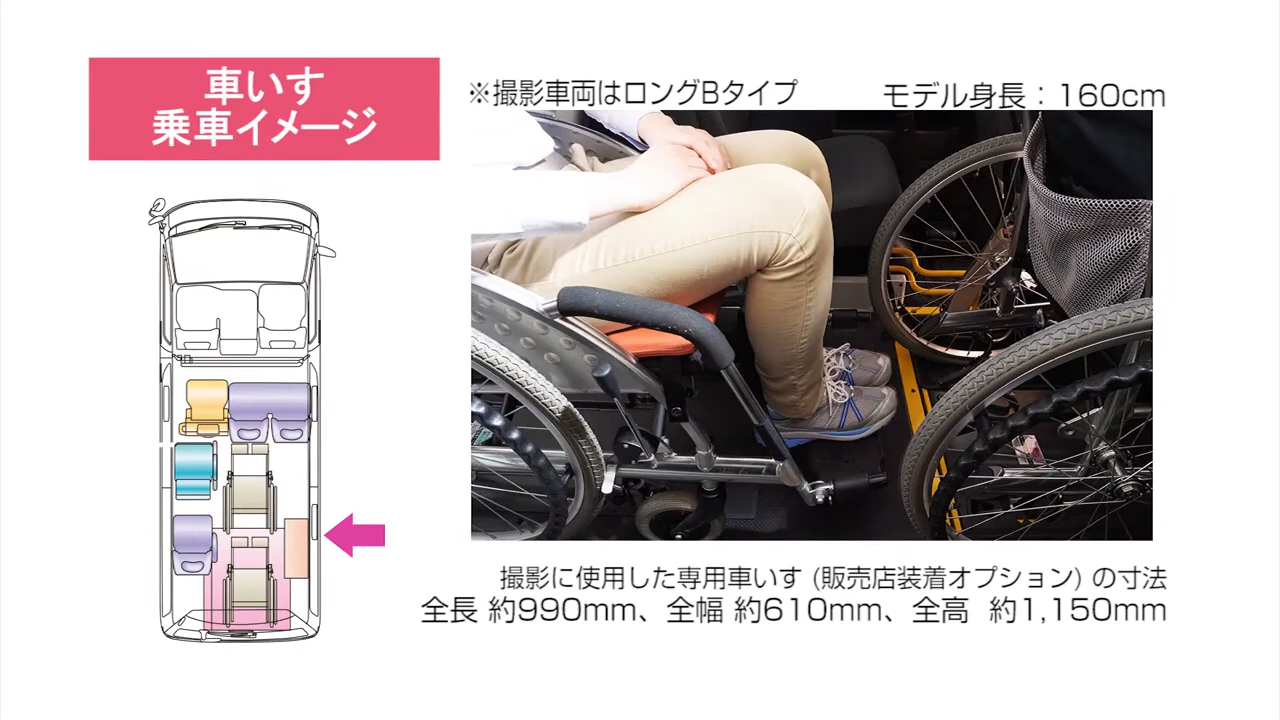 車いす
乗車イメージ
※撮影車両はロングBタイプ
モデル身長：160cm
撮影に使用した専用車いす (販売店装着オプション) の寸法
全長 約990mm、全幅 約610mm、全高 約1,150mm